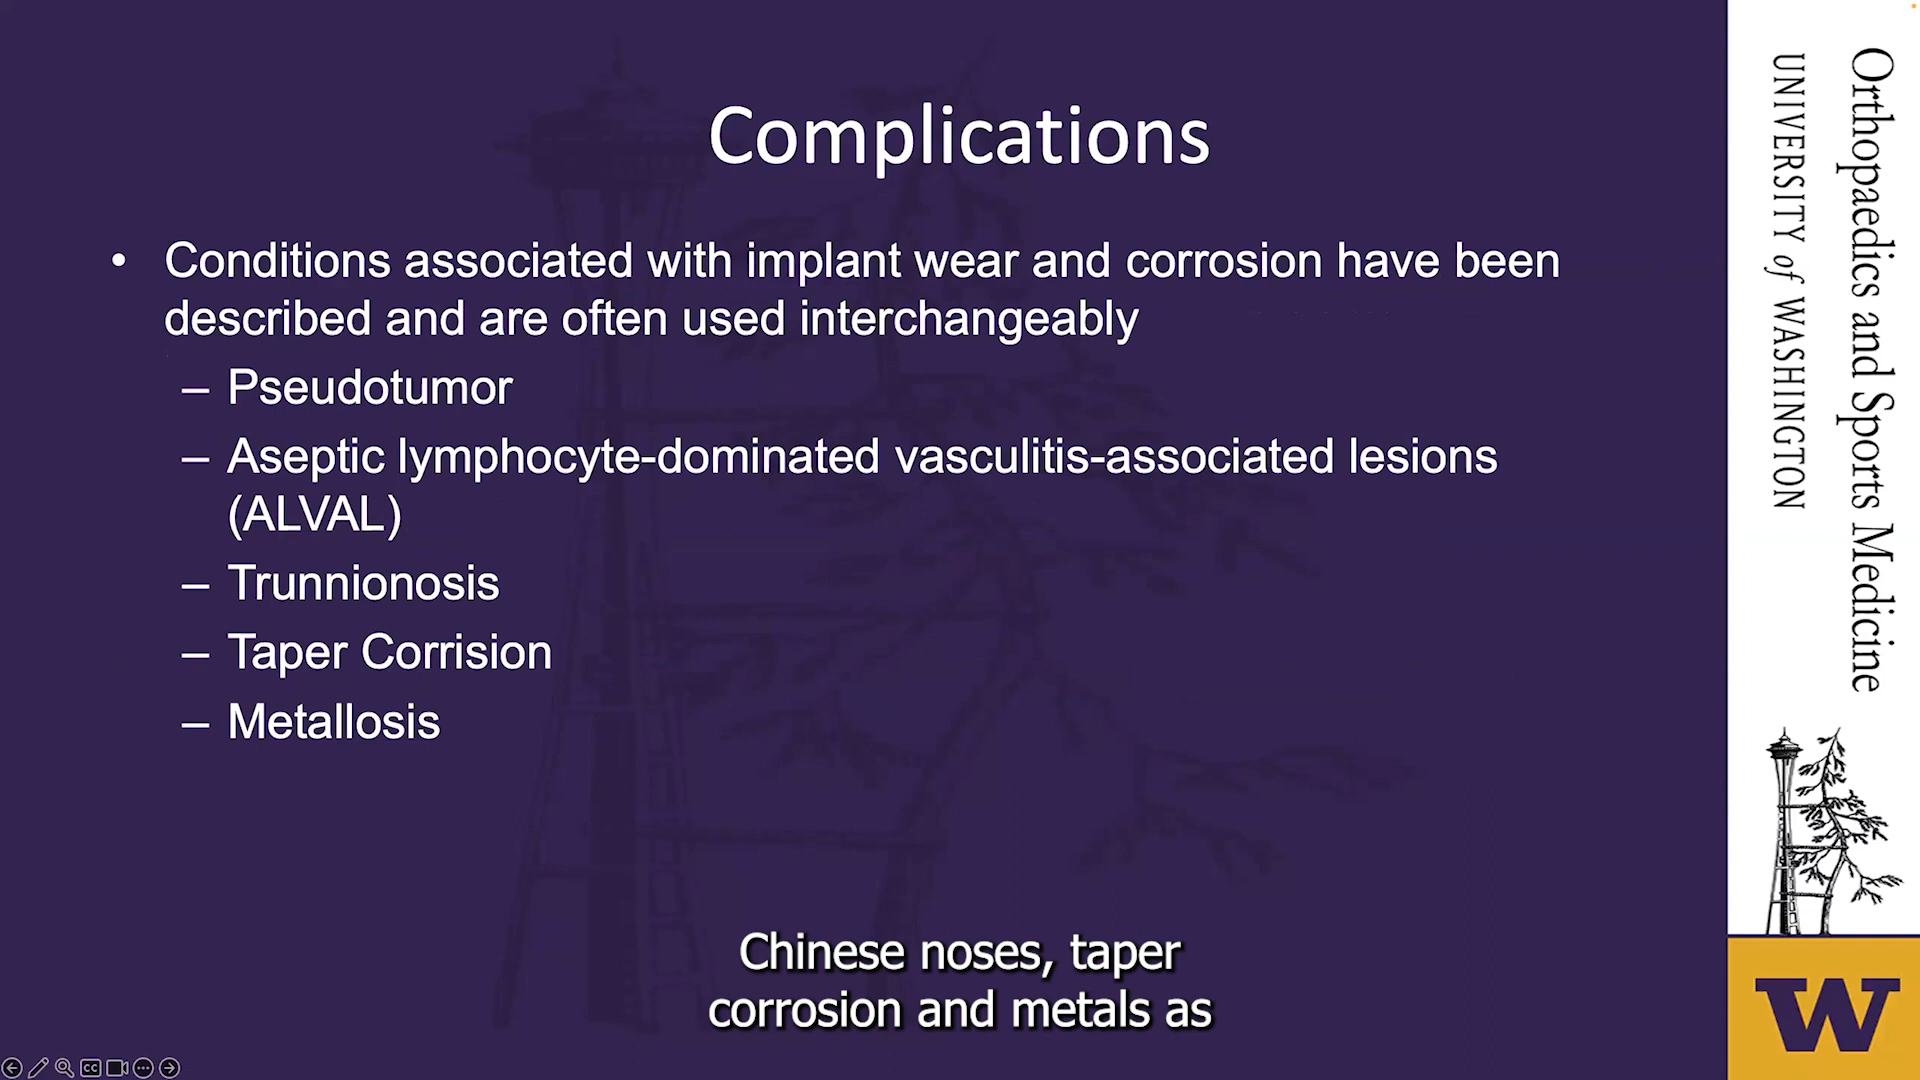 Complications
• Conditions associated with implant wear and corrosion have been
described and are often used interchangeably
– Pseudotumor
– Aseptic lymphocyte-dominated vasculitis-associated lesions
(ALVAL)
– Trunnionosis
– Taper Corrision
– Metallosis
Chinese noses, taper
corrosion and metals as
Orthopaedics and Sports Medicine
UNIVERSITY of WASHINGTON
W
CC